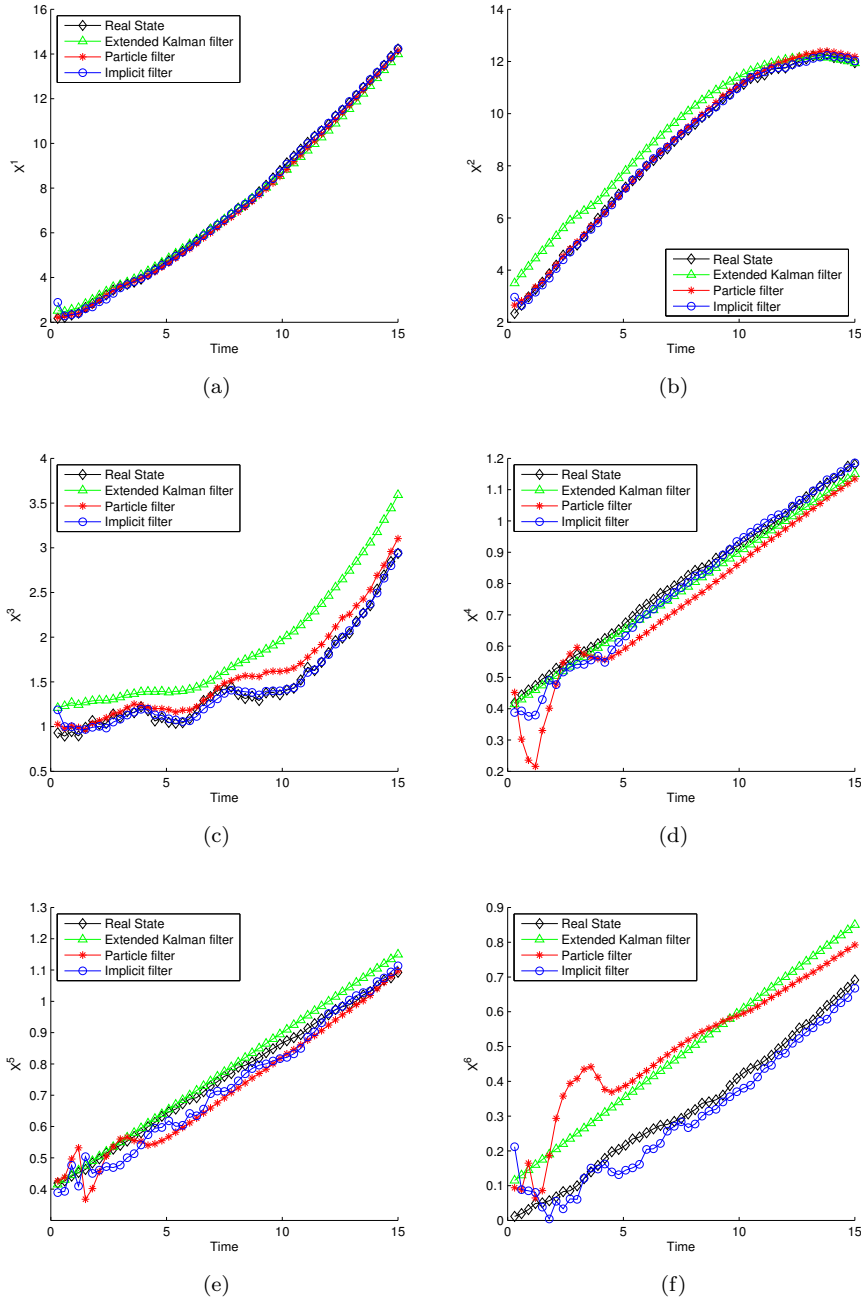 16
14
12
10
8
6
4
2
X1
Real State
Extended Kalman filter
Particle filter
Implicit filter
0
5
10
15
Time
(a)
14
12
10
8
6
4
2
X2
Real State
Extended Kalman filter
Particle filter
Implicit filter
0
5
10
15
Time
(b)
4
3.5
3
2.5
2
1.5
1
0.5
X3
Real State
Extended Kalman filter
Particle filter
Implicit filter
0
5
10
15
Time
(c)
1.2
1.1
1
0.9
0.8
0.7
0.6
0.5
0.4
0.3
0.2
X4
Real State
Extended Kalman filter
Particle filter
Implicit filter
0
5
10
15
Time
(d)
1.3
1.2
1.1
1
0.9
0.8
0.7
0.6
0.5
0.4
X5
Real State
Extended Kalman filter
Particle filter
Implicit filter
0
5
10
15
Time
(e)
0.9
0.8
0.7
0.6
0.5
0.4
0.3
0.2
0.1
0
X6
Real State
Extended Kalman filter
Particle filter
Implicit filter
0
5
10
15
Time
(f)